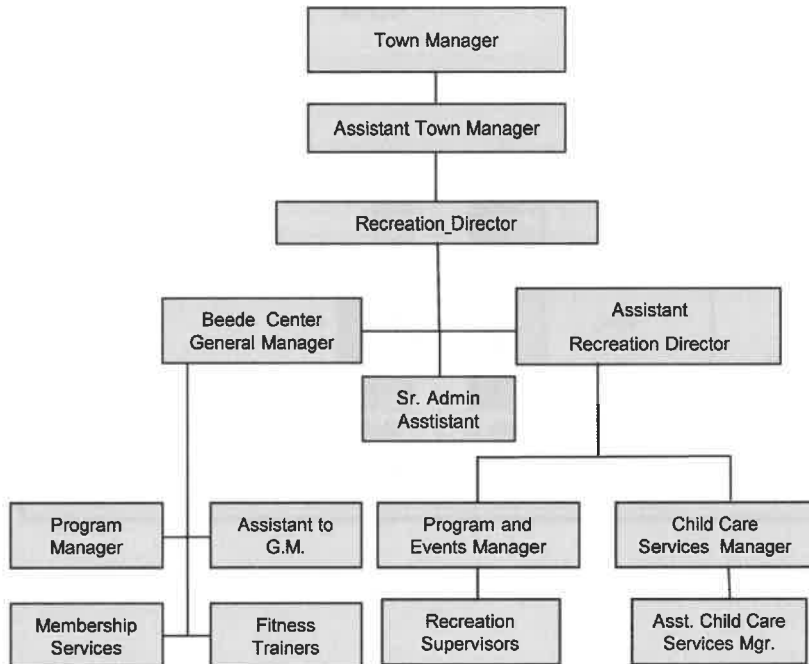 Town Manager
Assistant Town Manager
Recreation_Director
Beede Center
General Manager
Assistant
Recreation Director
Sr. Admin
Asstistant
Program
Manager
Assistant to
G.M.
Program and
Events Manager
Child Care
Services Manager
Membership
Services
Fitness
Trainers
Recreation
Supervisors
Asst. Child Care
Services Mgr.